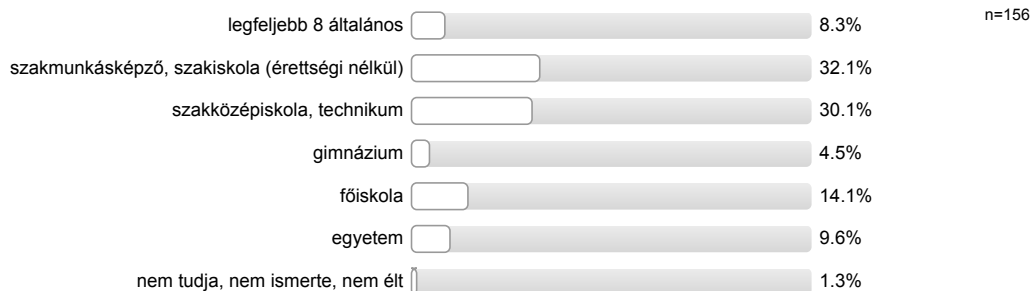 legfeljebb 8 általános 8.3% n=156
szakmunkásképző, szakiskola (érettségi nélkül) 32.1%
szakközépiskola, technikum 30.1%
gimnázium 4.5%
főiskola 14.1%
egyetem 9.6%
nem tudja, nem ismerte, nem élt 1.3%